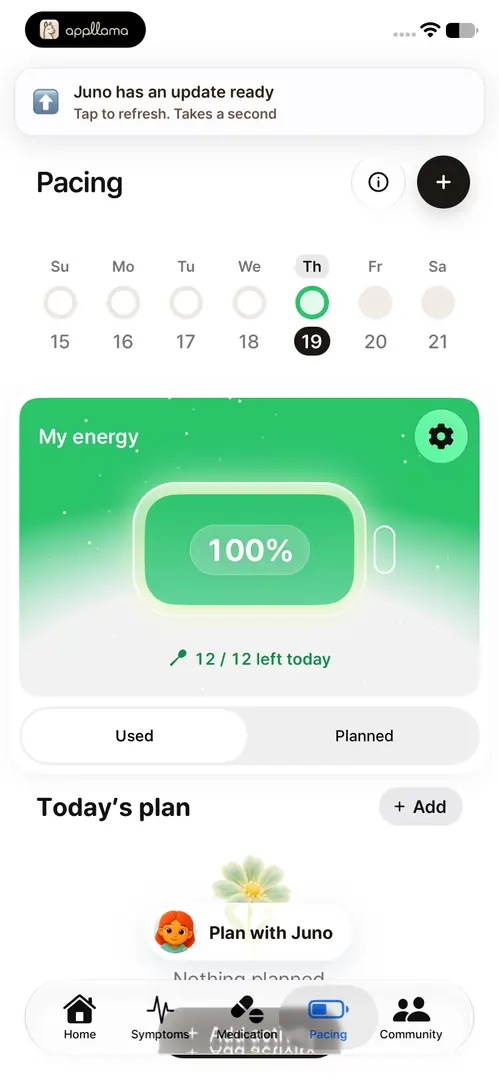 appllama
Juno has an update ready
Tap to refresh. Takes a second
Pacing
Su Mo Tu We Th Fr Sa
15 16 17 18 19 20 21
My energy
100%
12 / 12 left today
Used Planned
Today's plan
+ Add
Plan with Juno
Nothing planned
Home Symptoms Medication Pacing Community